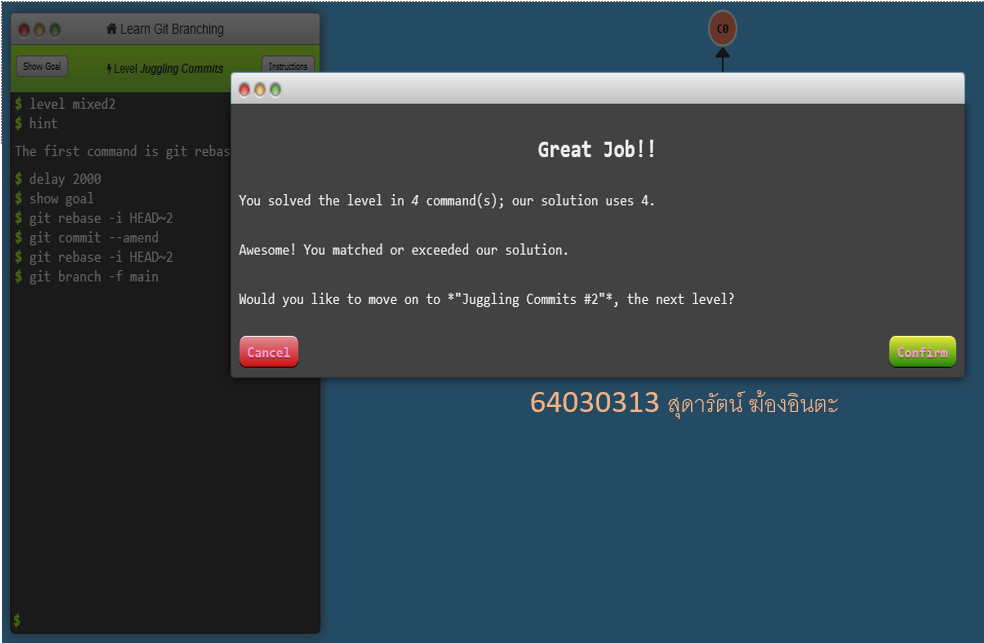 Learn Git Branching
Show Goal
Level Juggling Commits
Instructions
$ level mixed2
$ hint
The first command is git rebas
$ delay 2000
$ show goal
$ git rebase -i HEAD~2
$ git commit --amend
$ git rebase -i HEAD~2
$ git branch -f main
$
C0
Great Job!!
You solved the level in 4 command(s); our solution uses 4.
Awesome! You matched or exceeded our solution.
Would you like to move on to *"Juggling Commits #2"*, the next level?
Cancel
Confirm
64030313 สุดารัตน์ ฆ้องอินตะ